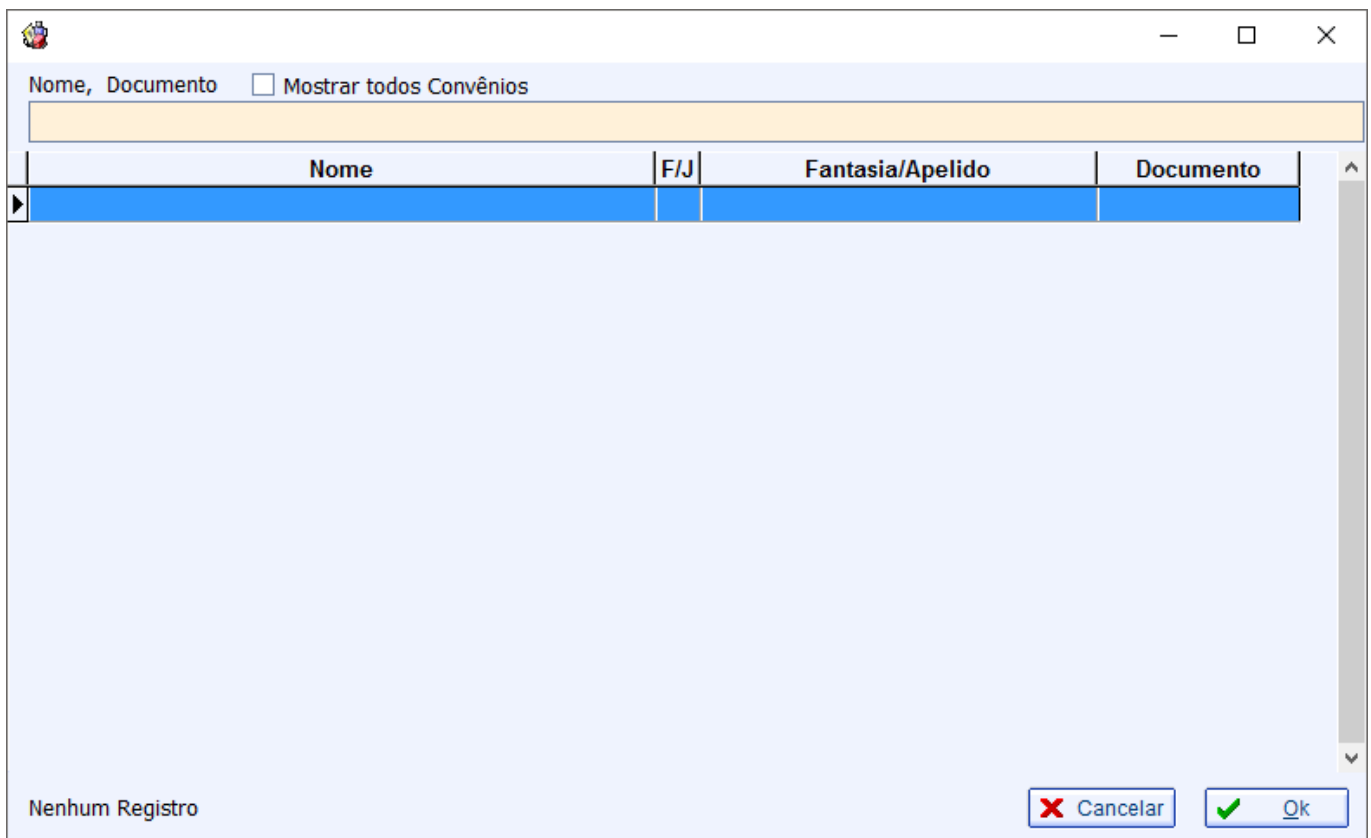 Nome, Documento Mostrar todos Convênios
Nome F/J Fantasia/Apelido Documento
Nenhum Registro Cancelar Ok